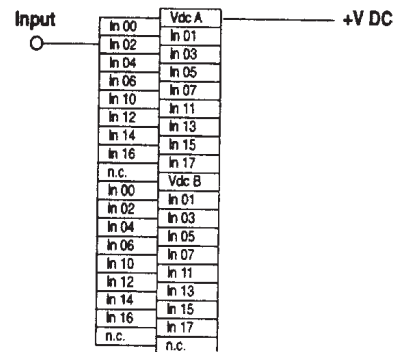 Input
Vdc A
+V DC
In 00
In 01
In 02
In 03
In 04
In 05
In 06
In 07
In 10
In 11
In 12
In 13
In 14
In 15
In 16
In 17
n.c.
Vdc B
In 00
In 01
In 02
In 03
In 04
In 05
In 06
In 07
In 10
In 11
In 12
In 13
In 14
In 15
In 16
In 17
n.c.
n.c.